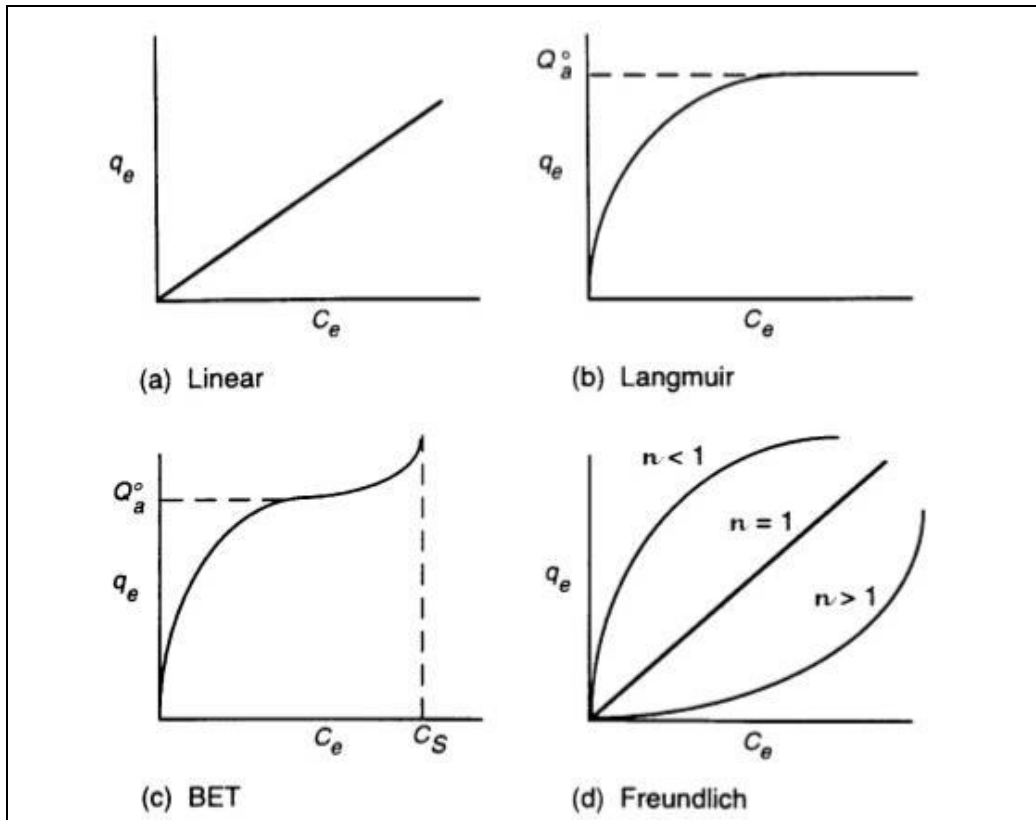 q_e
C_e
(a) Linear
Q°_a
q_e
C_e
(b) Langmuir
Q°_a
q_e
C_e C_S
(c) BET
n < 1
n = 1
q_e
n > 1
C_e
(d) Freundlich